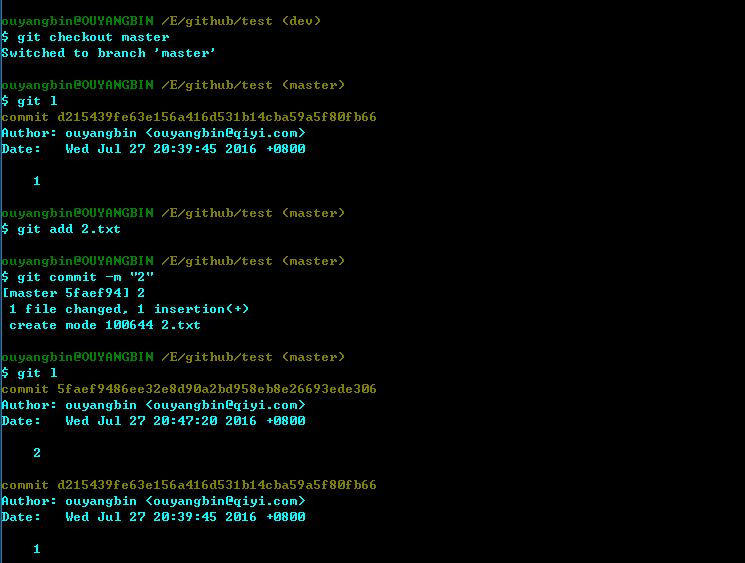 ouyangbin@OUYANGBIN /E/github/test (dev)
$ git checkout master
Switched to branch 'master'
ouyangbin@OUYANGBIN /E/github/test (master)
$ git l
commit d215439fe63e156a416d531b14cba59a5f80fb66
Author: ouyangbin <ouyangbin@qiyi.com>
Date:   Wed Jul 27 20:39:45 2016 +0800
    1
ouyangbin@OUYANGBIN /E/github/test (master)
$ git add 2.txt
ouyangbin@OUYANGBIN /E/github/test (master)
$ git commit -m "2"
[master 5faef94] 2
 1 file changed, 1 insertion(+)
 create mode 100644 2.txt
ouyangbin@OUYANGBIN /E/github/test (master)
$ git l
commit 5faef9486ee32e8d90a2bd958eb8e26693ede306
Author: ouyangbin <ouyangbin@qiyi.com>
Date:   Wed Jul 27 20:47:20 2016 +0800
    2
commit d215439fe63e156a416d531b14cba59a5f80fb66
Author: ouyangbin <ouyangbin@qiyi.com>
Date:   Wed Jul 27 20:39:45 2016 +0800
    1